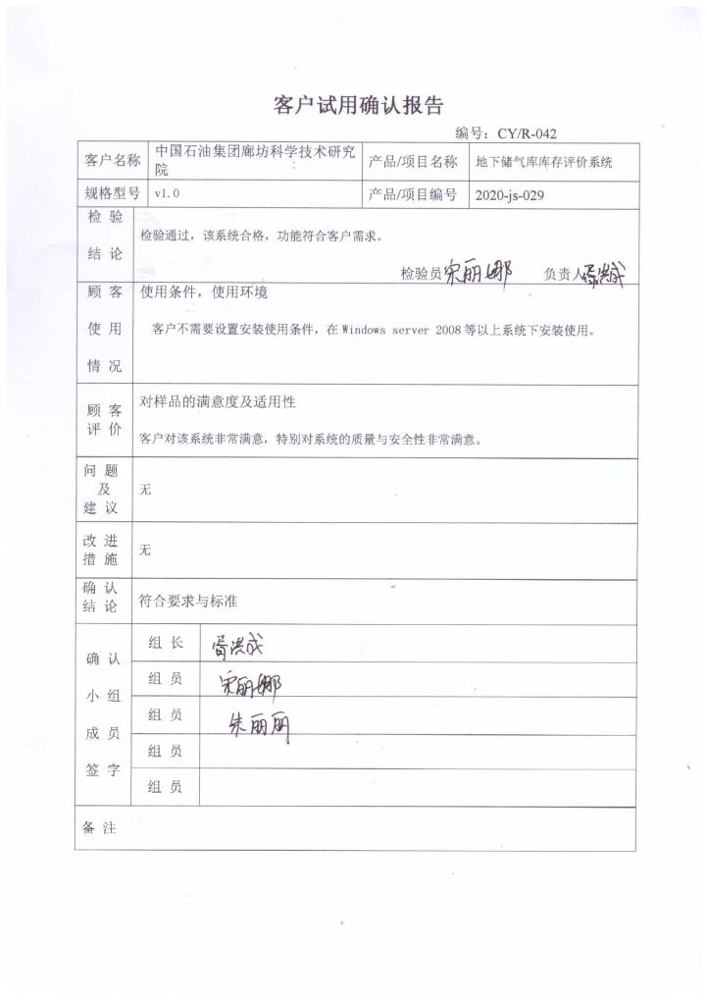 客户试用确认报告
编号：CY/R-042
客户名称 中国石油集团廊坊科学技术研究院 产品/项目名称 地下储气库库存评价系统
规格型号 v1.0 产品/项目编号 2020-js-029
检 验
结 论
检验通过，该系统合格，功能符合客户需求。
检验员 宋丽娜 负责人 胥洪成
顾 客
使 用
情 况
使用条件，使用环境
客户不需要设置安装使用条件，在 Windows server 2008 等以上系统下安装使用。
顾 客
评 价
对样品的满意度及适用性
客户对该系统非常满意，特别对系统的质量与安全性非常满意。
问 题
及
建 议
无
改 进
措 施
无
确 认
结 论
符合要求与标准
确 认
小 组
成 员
签 字
组 长 胥洪成
组 员 宋丽娜
组 员 朱丽丽
组 员
组 员
备 注